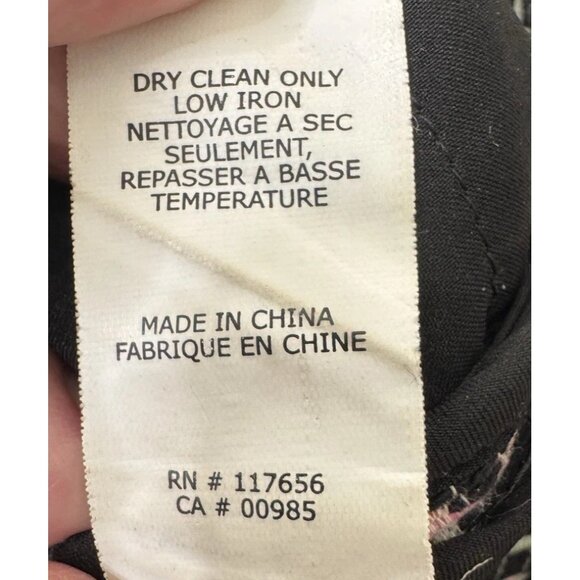 DRY CLEAN ONLY
LOW IRON
NETTOYAGE A SEC
SEULEMENT,
REPASSER A BASSE
TEMPERATURE
MADE IN CHINA
FABRIQUE EN CHINE
RN # 117656
CA # 00985